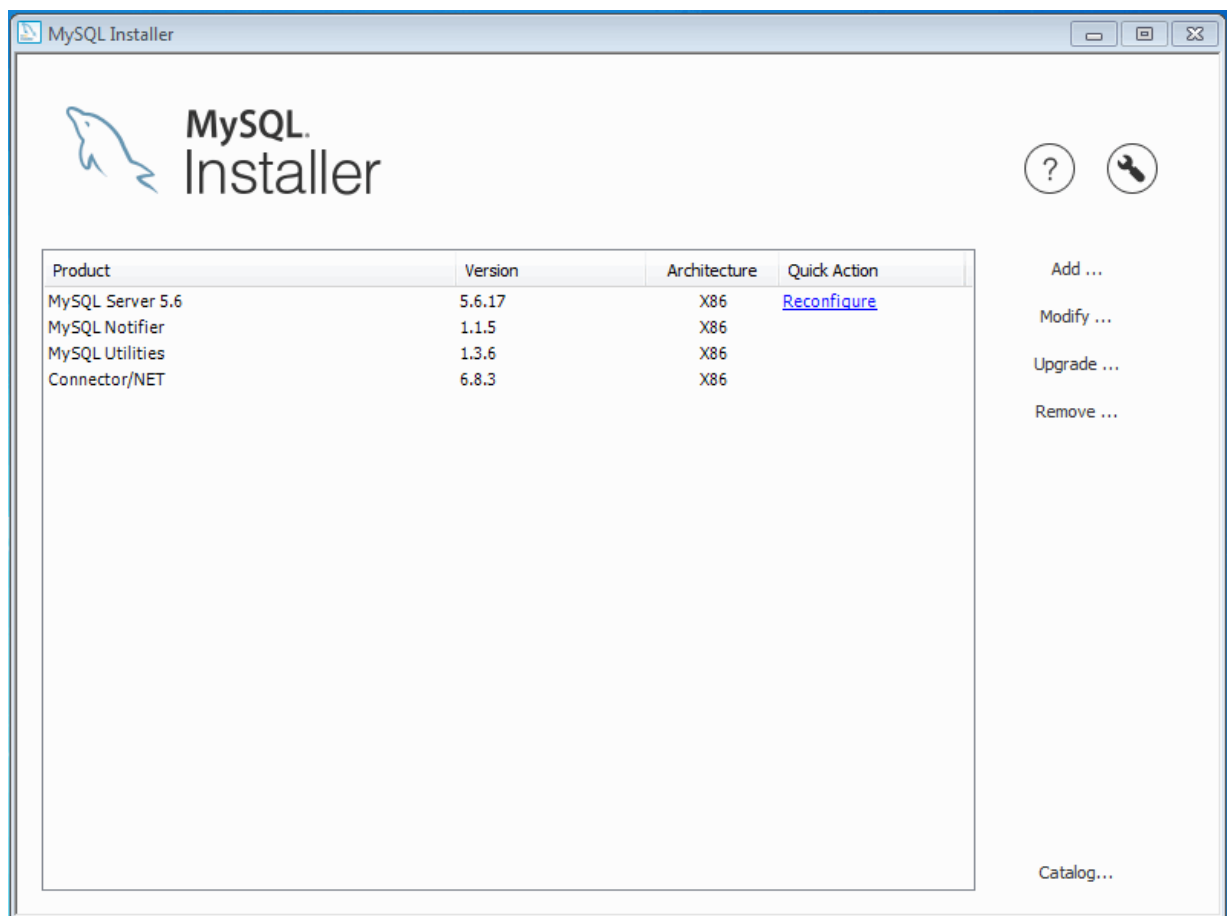 MySQL Installer
MySQL.
Installer
?
Product Version Architecture Quick Action
MySQL Server 5.6 5.6.17 X86 Reconfigure
MySQL Notifier 1.1.5 X86
MySQL Utilities 1.3.6 X86
Connector/NET 6.8.3 X86
Add ...
Modify ...
Upgrade ...
Remove ...
Catalog...